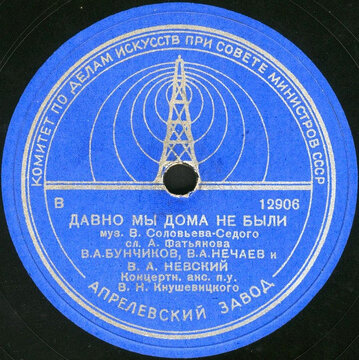 КОМИТЕТ ПО ДЕЛАМ ИСКУССТВ ПРИ СОВЕТЕ МИНИСТРОВ СССР
В 12906
ДАВНО МЫ ДОМА НЕ БЫЛИ
муз. В. Соловьева-Седого
сл. А. Фатьянова
В.А.БУНЧИКОВ, В.А.НЕЧАЕВ и
В. А. НЕВСКИЙ
Концертн. анс. п.у.
В. Н. Кнушевицкого
АПРЕЛЕВСКИЙ ЗАВОД